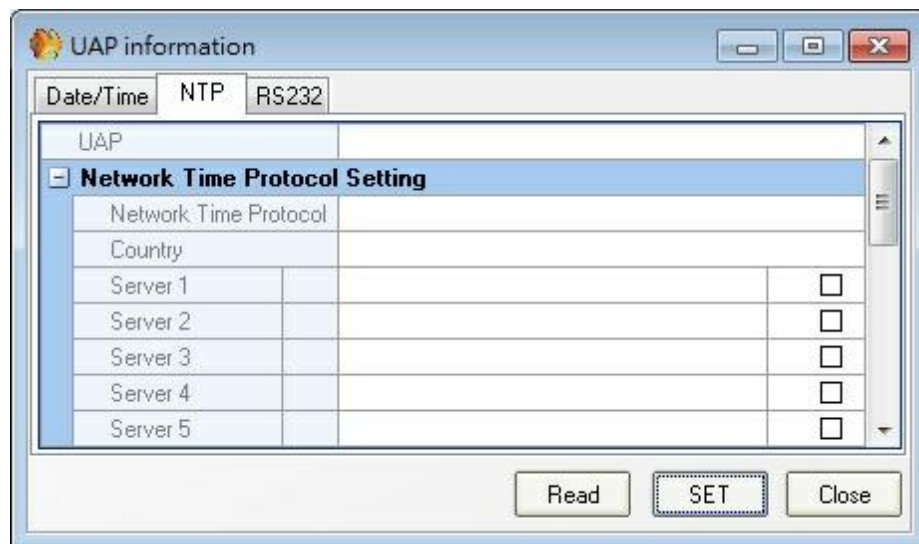 UAP information
Date/Time NTP RS232
UAP
Network Time Protocol Setting
Network Time Protocol
Country
Server 1
Server 2
Server 3
Server 4
Server 5
Read SET Close